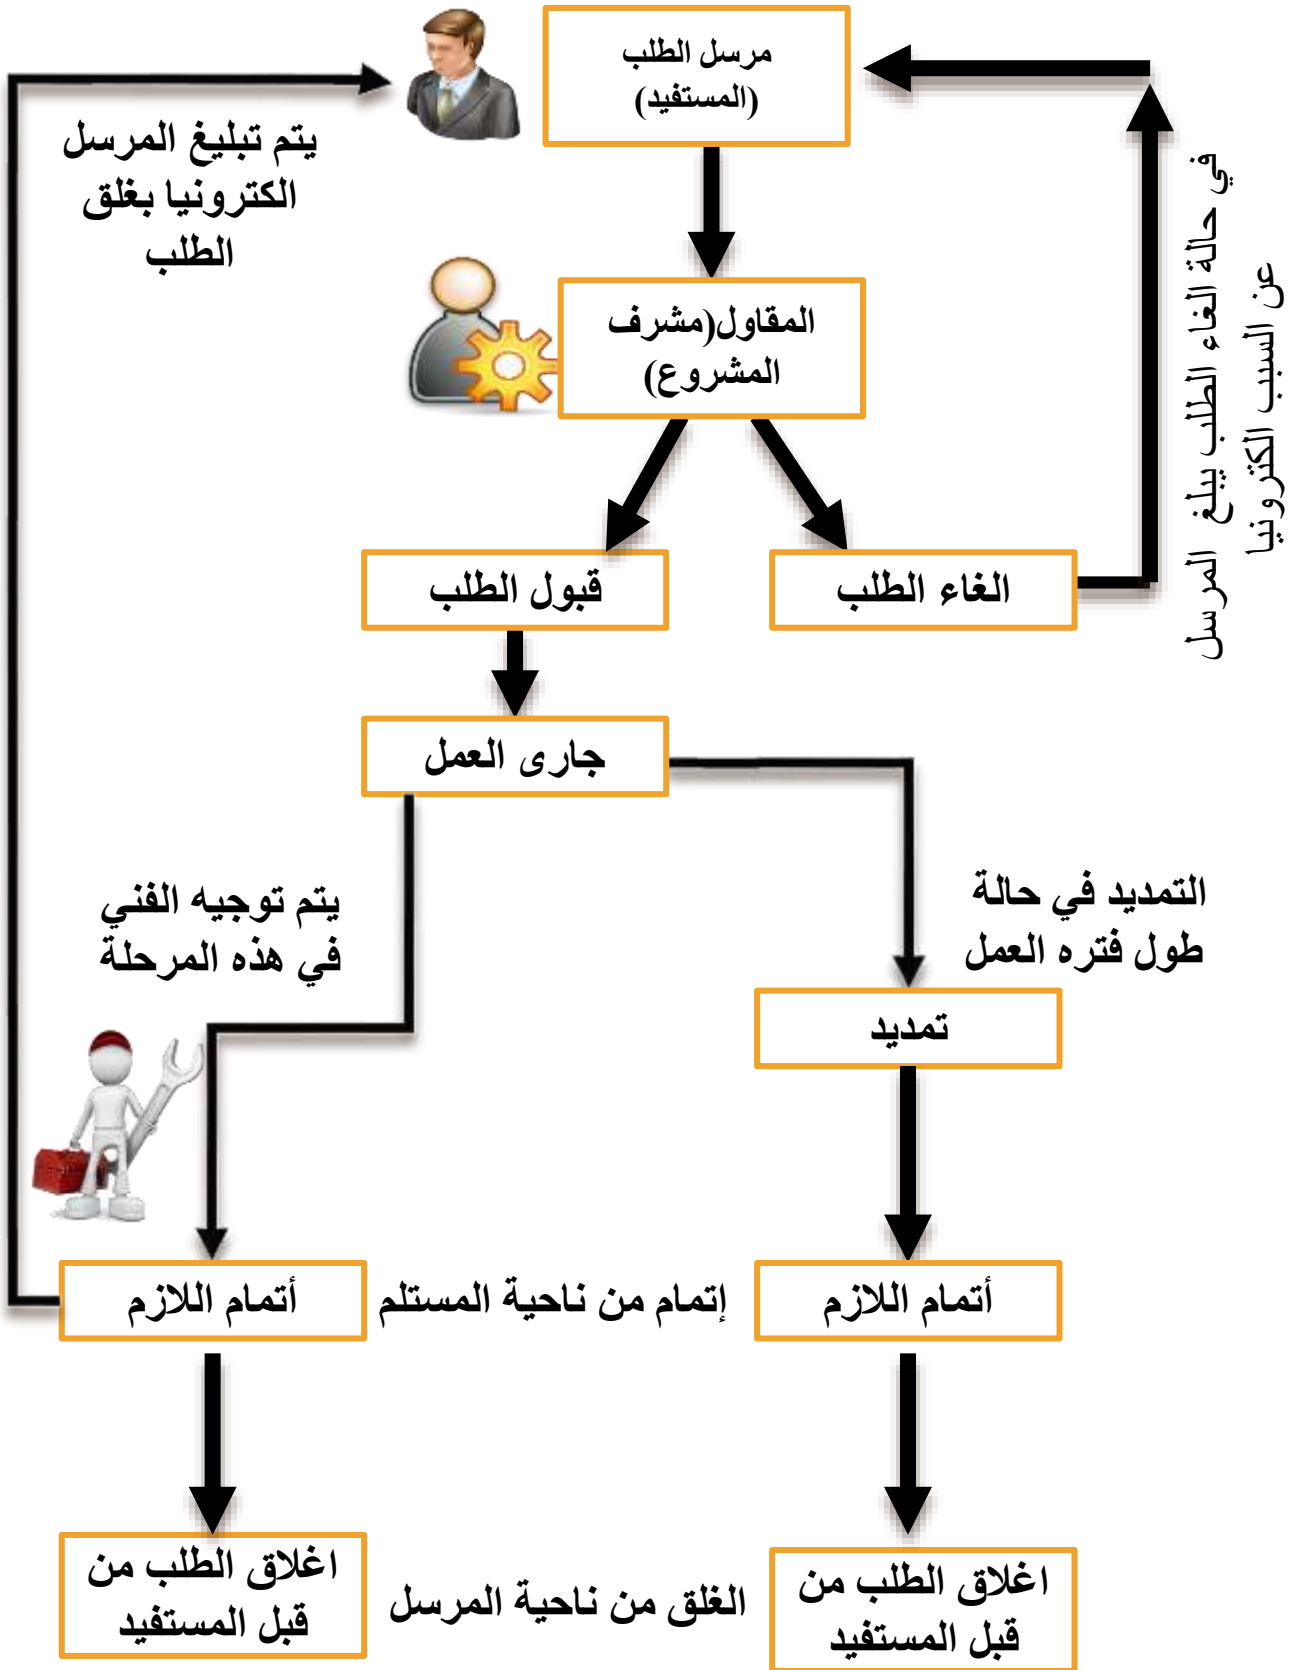 مرسل الطلب
(المستفيد)
يتم تبليغ المرسل
الكترونيا بغلق
الطلب
في حالة الغاء الطلب يبلغ المرسل
عن السبب الكترونيا
المقاول(مشرف
المشروع)
الغاء الطلب
قبول الطلب
جارى العمل
التمديد في حالة
طول فتره العمل
يتم توجيه الفني
في هذه المرحلة
تمديد
أتمام اللازم
إتمام من ناحية المستلم
أتمام اللازم
اغلاق الطلب من
قبل المستفيد
الغلق من ناحية المرسل
اغلاق الطلب من
قبل المستفيد